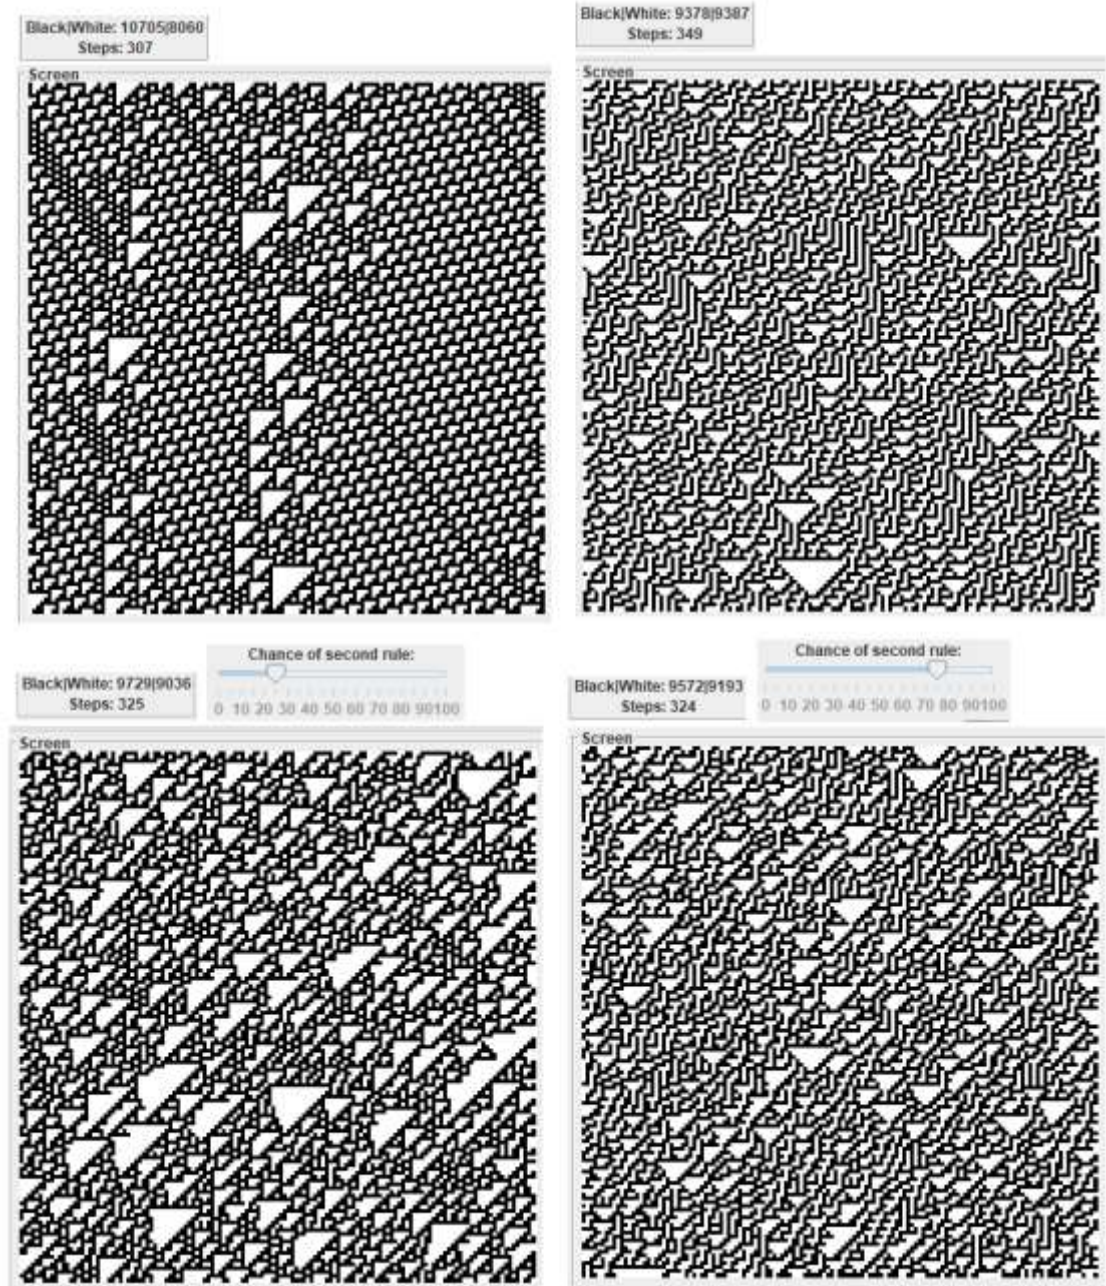 Black|White: 10705|8060
Steps: 307
Screen
Black|White: 9378|9387
Steps: 349
Screen
Chance of second rule:
0 10 20 30 40 50 60 70 80 90100
Black|White: 9729|9036
Steps: 325
Screen
Chance of second rule:
0 10 20 30 40 50 60 70 80 90100
Black|White: 9572|9193
Steps: 324
Screen